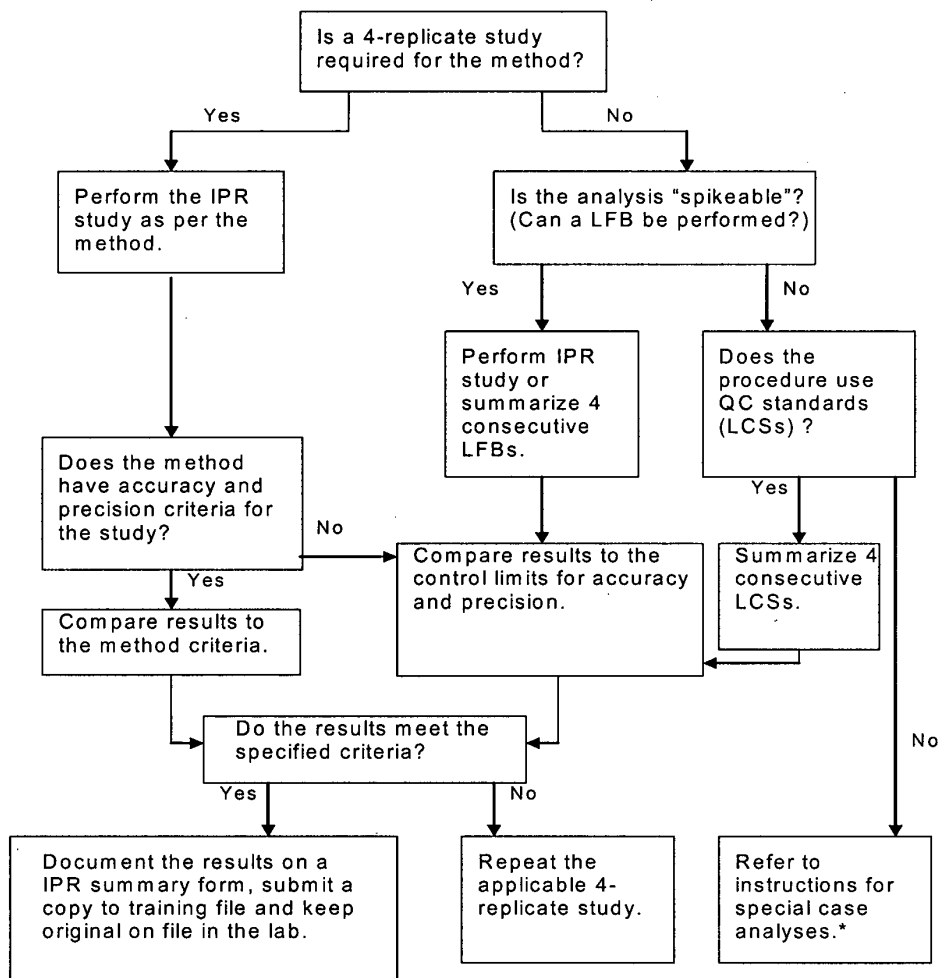 Is a 4-replicate study
required for the method?
Yes
No
Perform the IPR
study as per the
method.
Is the analysis “spikeable”?
(Can a LFB be performed?)
Yes
No
Perform IPR
study or
summarize 4
consecutive
LFBs.
Does the
procedure use
QC standards
(LCSs) ?
Does the method
have accuracy and
precision criteria for
the study?
No
Yes
Yes
Compare results to the
control limits for accuracy
and precision.
Summarize 4
consecutive
LCSs.
Compare results to
the method criteria.
Do the results meet the
specified criteria?
No
Yes
No
Document the results on a
IPR summary form, submit a
copy to training file and keep
original on file in the lab.
Repeat the
applicable 4-
replicate study.
Refer to
instructions for
special case
analyses.*